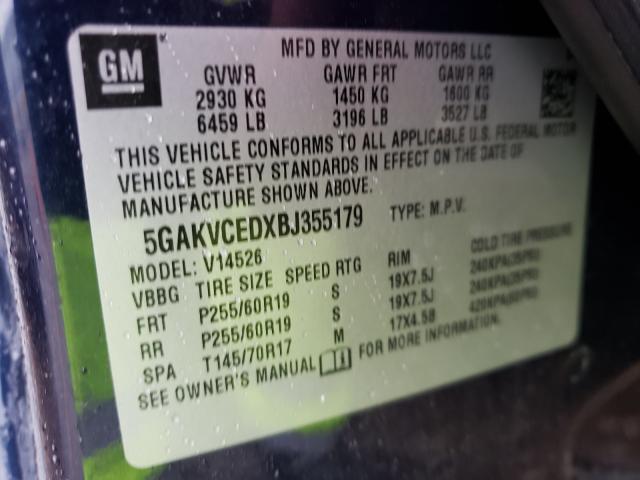 GM
MFD BY GENERAL MOTORS LLC
GVWR GAWR FRT GAWR RR
2930 KG 1450 KG 1600 KG
6459 LB 3196 LB 3527 LB
THIS VEHICLE CONFORMS TO ALL APPLICABLE U.S. FEDERAL MOTOR
VEHICLE SAFETY STANDARDS IN EFFECT ON THE DATE OF
MANUFACTURE SHOWN ABOVE.
5GAKVCEDXBJ355179 TYPE: M.P.V.
MODEL: V14526
VBBG TIRE SIZE SPEED RTG RIM COLD TIRE PRESSURE
FRT P255/60R19 S 19X7.5J 240KPA(35PSI)
RR P255/60R19 S 19X7.5J 240KPA(35PSI)
SPA T145/70R17 M 17X4.5B 420KPA(60PSI)
SEE OWNER'S MANUAL FOR MORE INFORMATION.